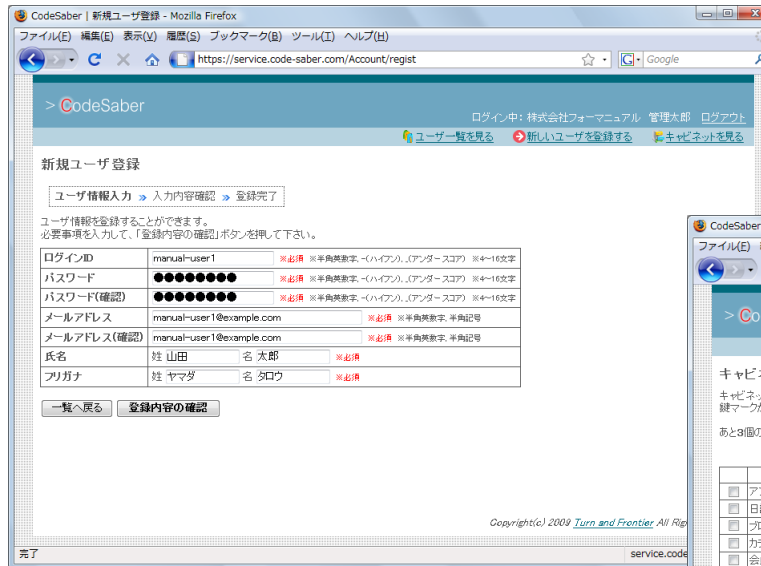 CodeSaber | 新規ユーザ登録 - Mozilla Firefox
ファイル(F) 編集(E) 表示(V) 履歴(S) ブックマーク(B) ツール(T) ヘルプ(H)
https://service.code-saber.com/Account/regist
Google
> CodeSaber
ログイン中: 株式会社フォーマニュアル 管理太郎 ログアウト
ユーザ一覧を見る 新しいユーザを登録する キャビネットを見る
新規ユーザ登録
ユーザ情報入力 » 入力内容確認 » 登録完了
ユーザ情報を登録することができます。
必要事項を入力して、「登録内容の確認」ボタンを押して下さい。
ログインID manual-user1 ※必須 ※半角英数字, -(ハイフン), _(アンダースコア) ※4~16文字
パスワード ●●●●●●●● ※必須 ※半角英数字, -(ハイフン), _(アンダースコア) ※4~16文字
パスワード(確認) ●●●●●●●● ※必須 ※半角英数字, -(ハイフン), _(アンダースコア) ※4~16文字
メールアドレス manual-user1@example.com ※必須 ※半角英数字, 半角記号
メールアドレス(確認) manual-user1@example.com ※必須 ※半角英数字, 半角記号
氏名 姓 山田 名 太郎 ※必須
フリガナ 姓 ヤマダ 名 タロウ ※必須
一覧へ戻る 登録内容の確認
Copyright(c) 2009 Turn and Frontier All Rig
完了 service.code
CodeSaber
ファイル(F)
> Co
キャビ
キャビネッ
鍵マークが
あと3個の
ア
日
プロ
カテ
会